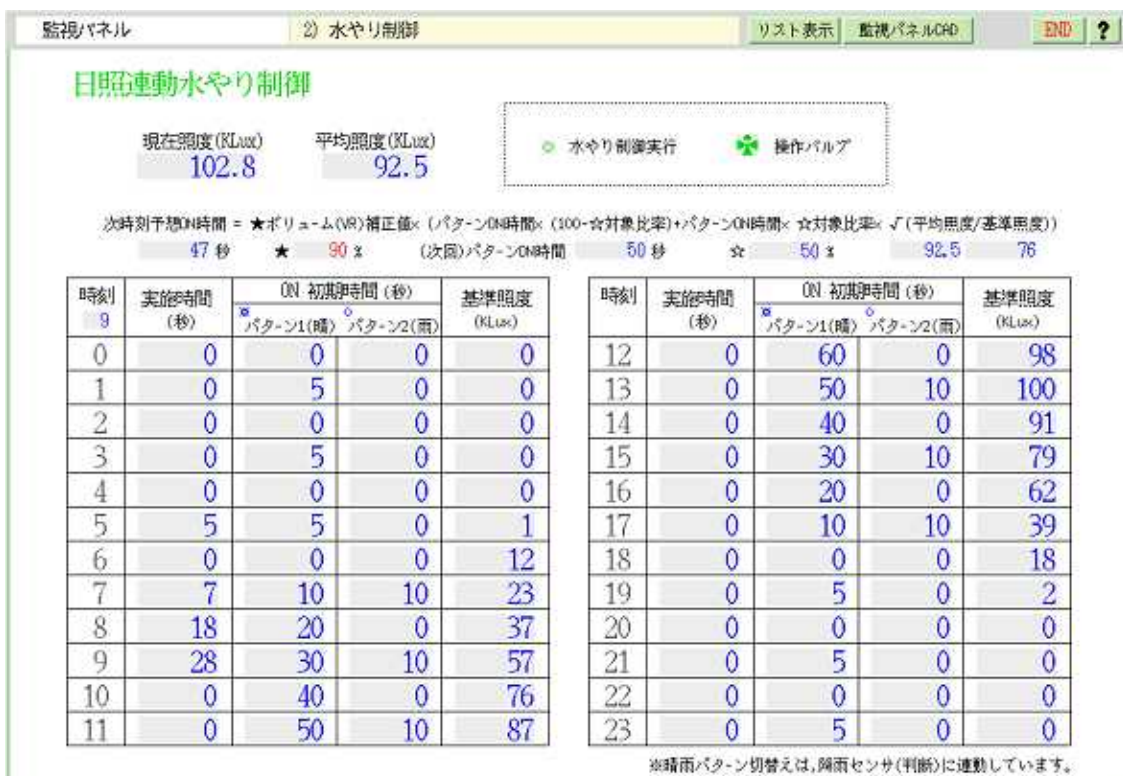 監視パネル 2) 水やり制御 リスト表示 監視パネルCAD END ?
日照連動水やり制御
現在照度(KLux) 平均照度(KLux)
102.8 92.5
水やり制御実行 操作バルブ
次時刻予想ON時間 = ★ボリューム(VR)補正値× (パターンON時間× (100-☆対象比率)+パターンON時間× ☆対象比率× √(平均照度/基準照度))
47 秒 ★ 90 % (次回)パターンON時間 50 秒 ☆ 50 % 92.5 76
時刻 実施時間 ON 初期時間 (秒) 基準照度
9 (秒) パターン1(晴) パターン2(雨) (KLux)
0 0 0 0 0
1 0 5 0 0
2 0 0 0 0
3 0 5 0 0
4 0 0 0 0
5 5 5 0 1
6 0 0 0 12
7 7 10 10 23
8 18 20 0 37
9 28 30 10 57
10 0 40 0 76
11 0 50 10 87
時刻 実施時間 ON 初期時間 (秒) 基準照度
(秒) パターン1(晴) パターン2(雨) (KLux)
12 0 60 0 98
13 0 50 10 100
14 0 40 0 91
15 0 30 10 79
16 0 20 0 62
17 0 10 10 39
18 0 0 0 18
19 0 5 0 2
20 0 0 0 0
21 0 5 0 0
22 0 0 0 0
23 0 5 0 0
※晴雨パターン切替えは,降雨センサ(判断)に連動しています。